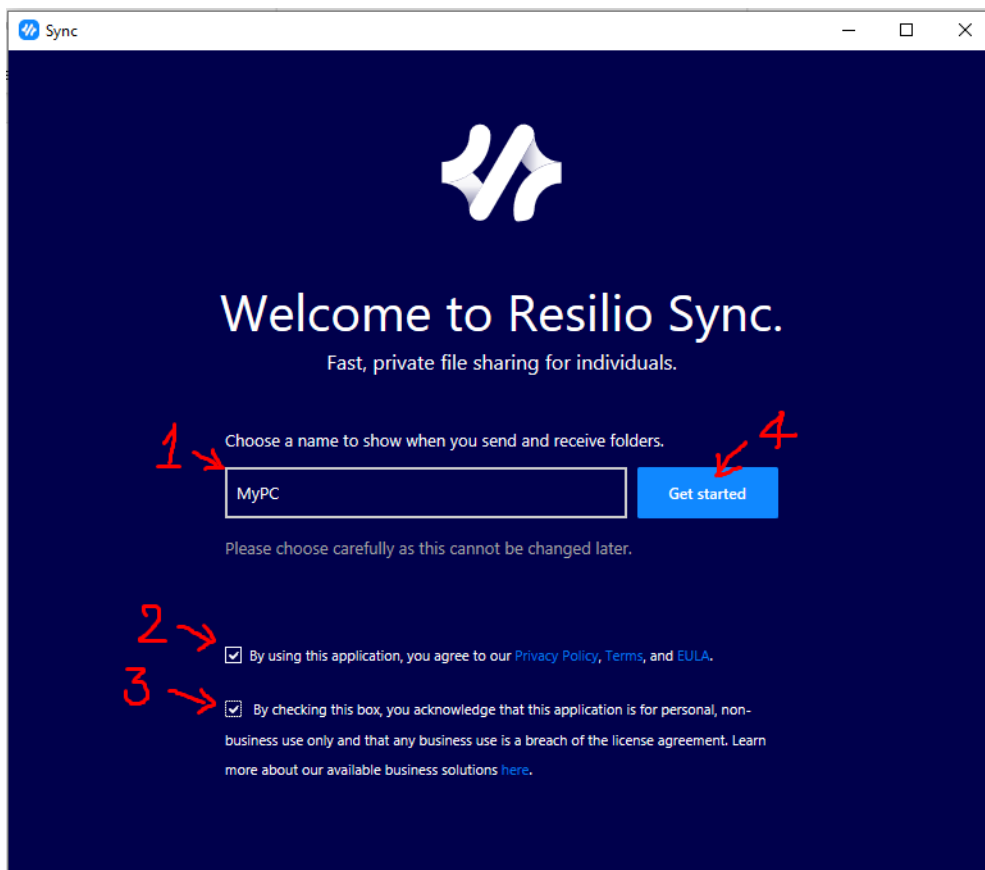 Sync
Welcome to Resilio Sync.
Fast, private file sharing for individuals.
1
Choose a name to show when you send and receive folders.
4
MyPC
Get started
Please choose carefully as this cannot be changed later.
2
By using this application, you agree to our Privacy Policy, Terms, and EULA.
3
By checking this box, you acknowledge that this application is for personal, non-
business use only and that any business use is a breach of the license agreement. Learn
more about our available business solutions here.